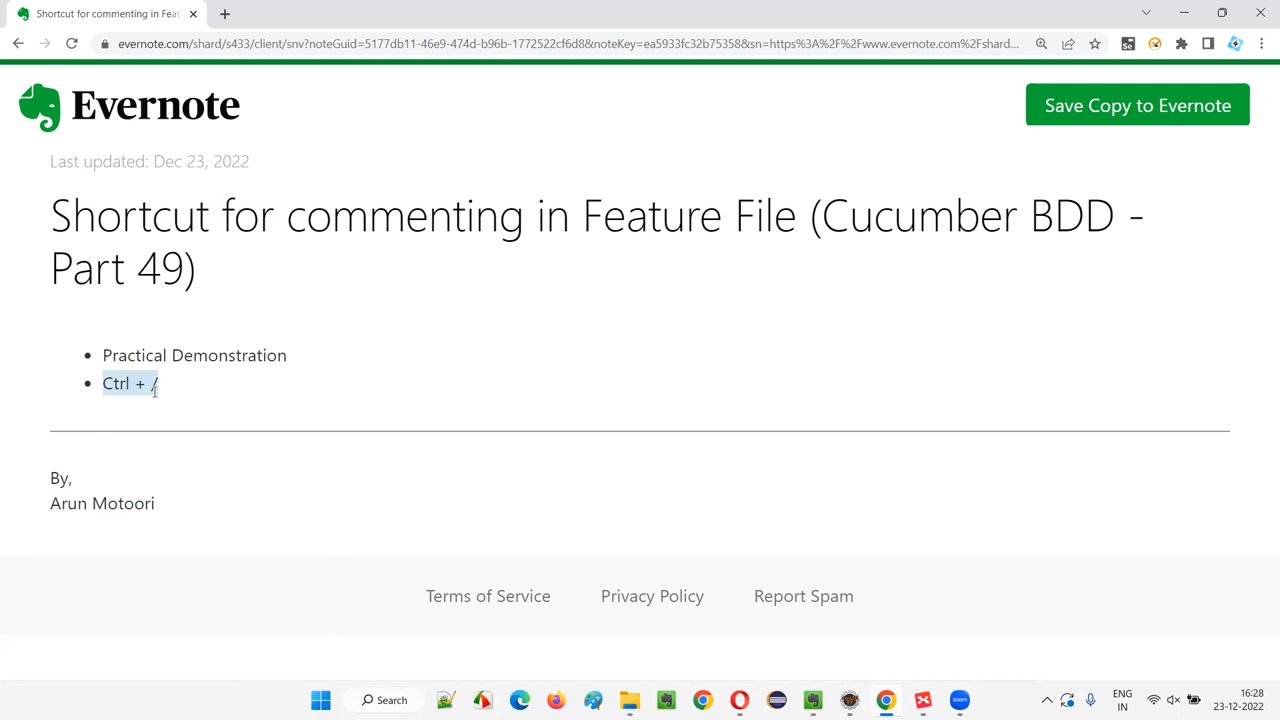 Shortcut for commenting in Feat
evernote.com/shard/s433/client/snv?noteGuid=5177db11-4ae9-474d-b96b-1772522cf6d8&noteKey=ea5933fc32b75358&sn=https%3A%2F%2Fwww.evernote.com%2Fshard...
Evernote
Save Copy to Evernote
Last updated: Dec 23, 2022
Shortcut for commenting in Feature File (Cucumber BDD -
Part 49)
• Practical Demonstration
• Ctrl + /
By,
Arun Motoori
Terms of Service Privacy Policy Report Spam
Search
zoom
ENG
IN
16:28
23-12-2022